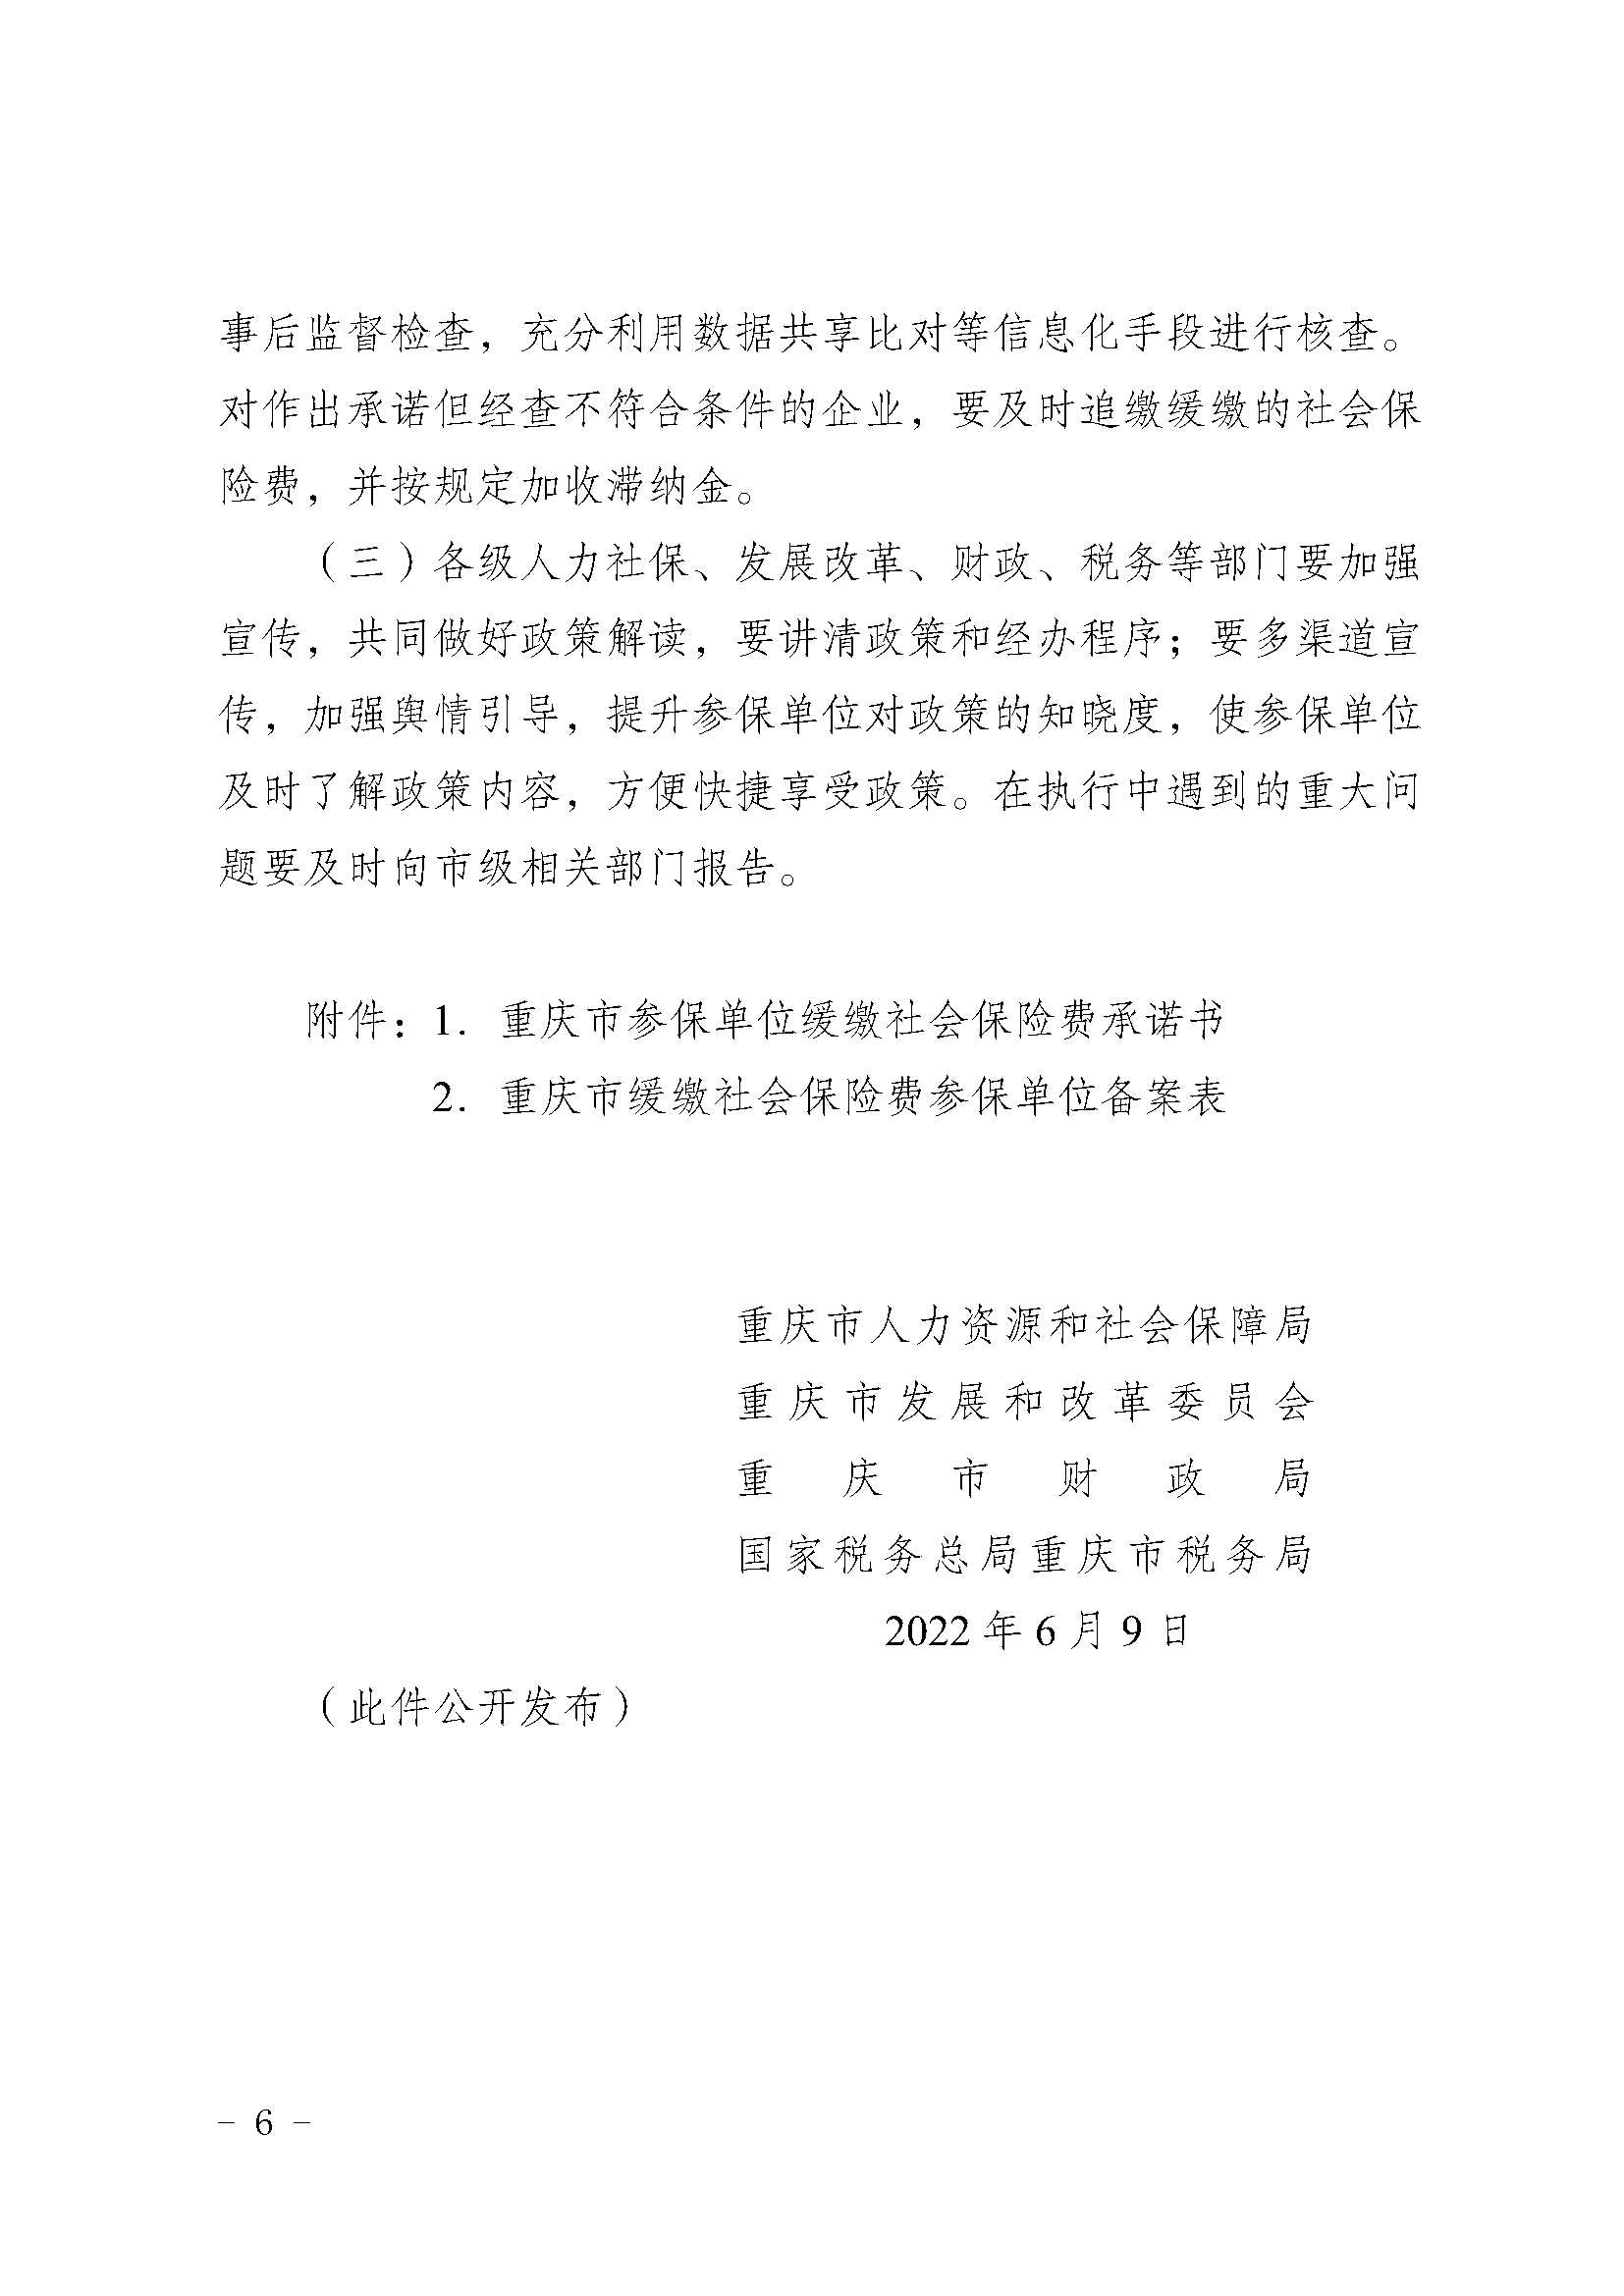 事后监督检查，充分利用数据共享比对等信息化手段进行核查。
对作出承诺但经查不符合条件的企业，要及时追缴缓缴的社会保
险费，并按规定加收滞纳金。
（三）各级人力社保、发展改革、财政、税务等部门要加强
宣传，共同做好政策解读，要讲清政策和经办程序；要多渠道宣
传，加强舆情引导，提升参保单位对政策的知晓度，使参保单位
及时了解政策内容，方便快捷享受政策。在执行中遇到的重大问
题要及时向市级相关部门报告。
附件：1. 重庆市参保单位缓缴社会保险费承诺书
2. 重庆市缓缴社会保险费参保单位备案表
重庆市人力资源和社会保障局
重庆市发展和改革委员会
重庆市财政局
国家税务总局重庆市税务局
2022 年 6 月 9 日
（此件公开发布）
- 6 -